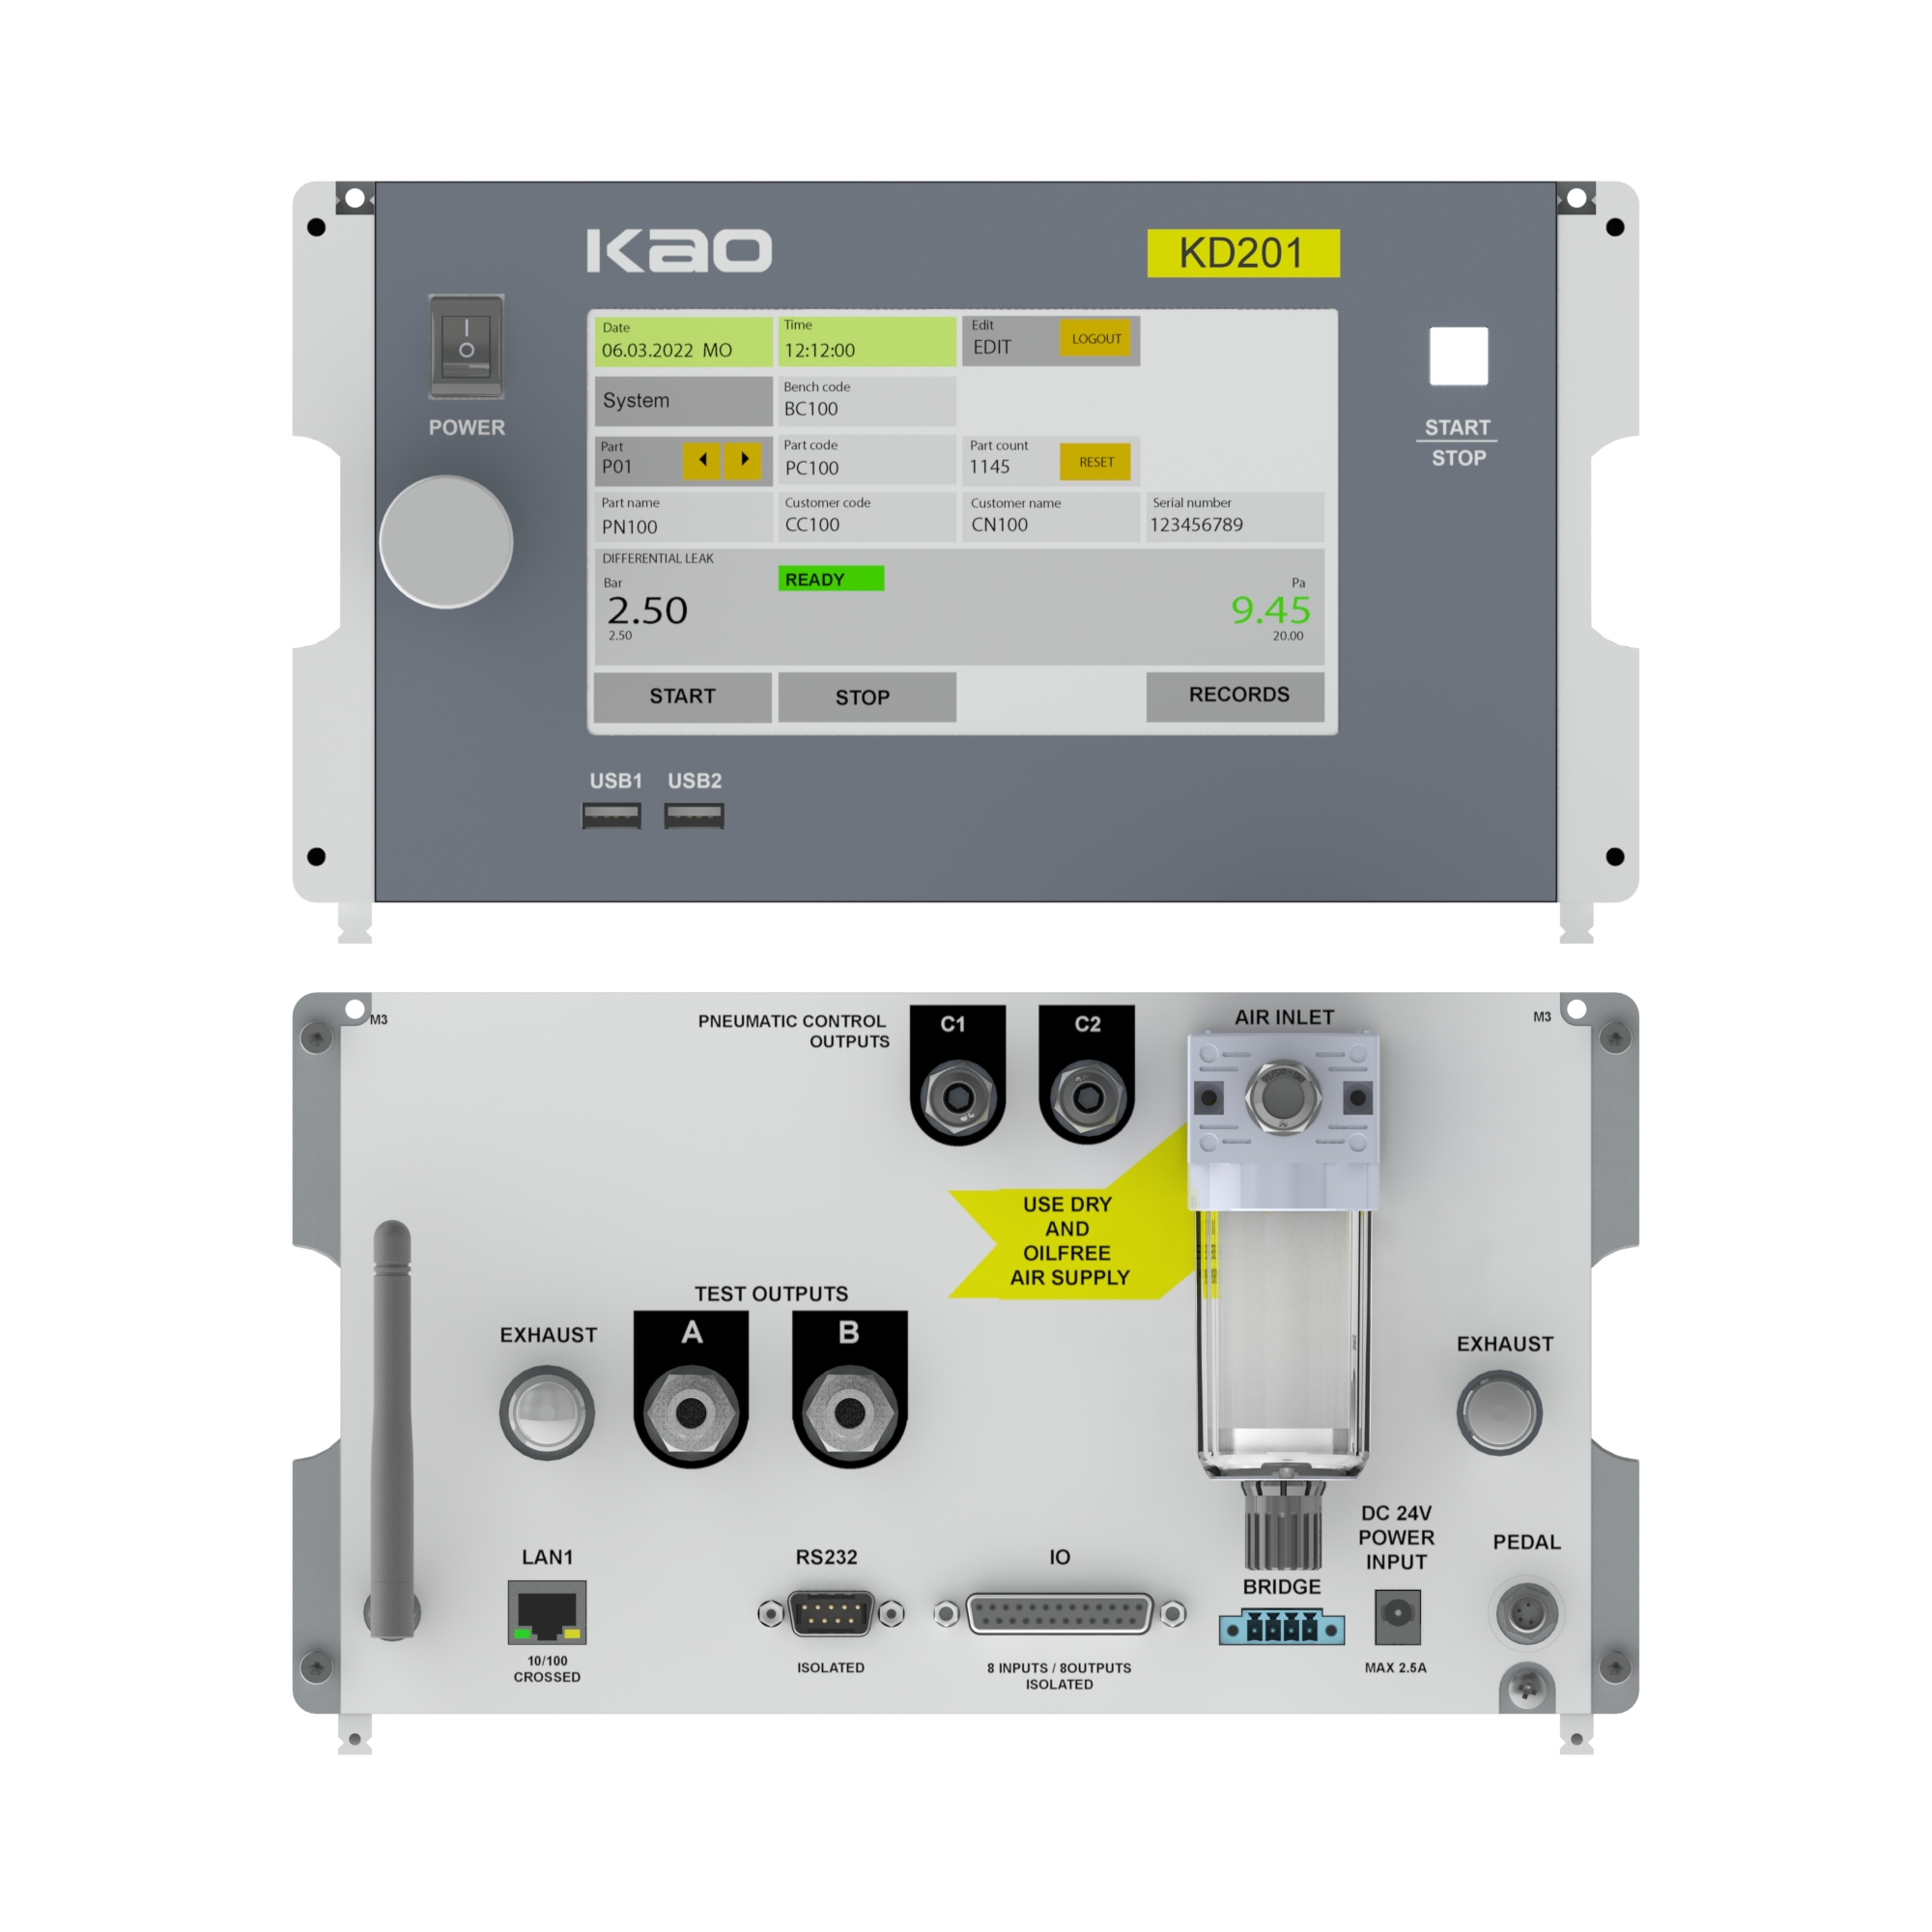 Kao
KD201
POWER
START
STOP
Date
06.03.2022 MO
Time
12:12:00
Edit
EDIT
LOGOUT
System
Bench code
BC100
Part
P01
Part code
PC100
Part count
1145
RESET
Part name
PN100
Customer code
CC100
Customer name
CN100
Serial number
123456789
DIFFERENTIAL LEAK
READY
Bar
2.50
2.50
Pa
9.45
20.00
START
STOP
RECORDS
USB1
USB2
M3
PNEUMATIC CONTROL
OUTPUTS
C1
C2
AIR INLET
M3
USE DRY
AND
OILFREE
AIR SUPPLY
TEST OUTPUTS
EXHAUST
A
B
EXHAUST
LAN1
10/100
CROSSED
RS232
ISOLATED
IO
8 INPUTS / 8OUTPUTS
ISOLATED
BRIDGE
DC 24V
POWER
INPUT
MAX 2.5A
PEDAL